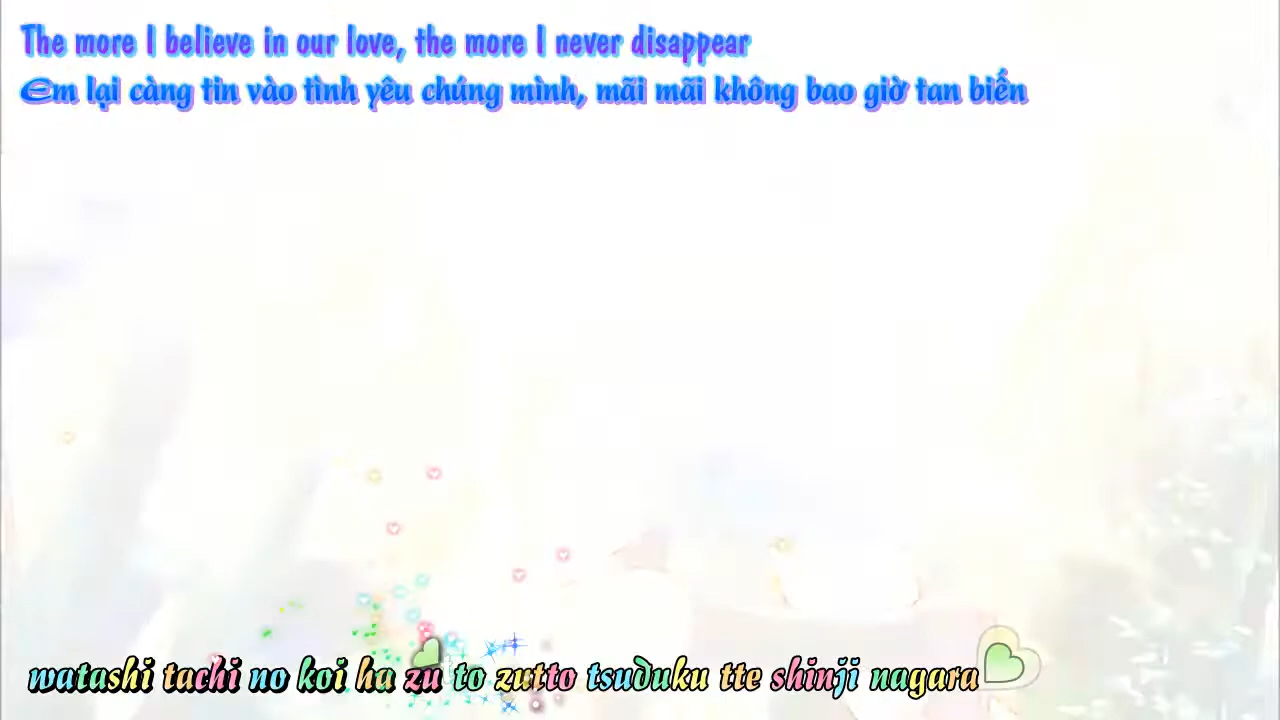 The more I believe in our love, the more I never disappear
Em lại càng tin vào tình yêu chúng mình, mãi mãi không bao giờ tan biến
watashi tachi no koi ha zu to zutto tsuduku tte shinji nagara